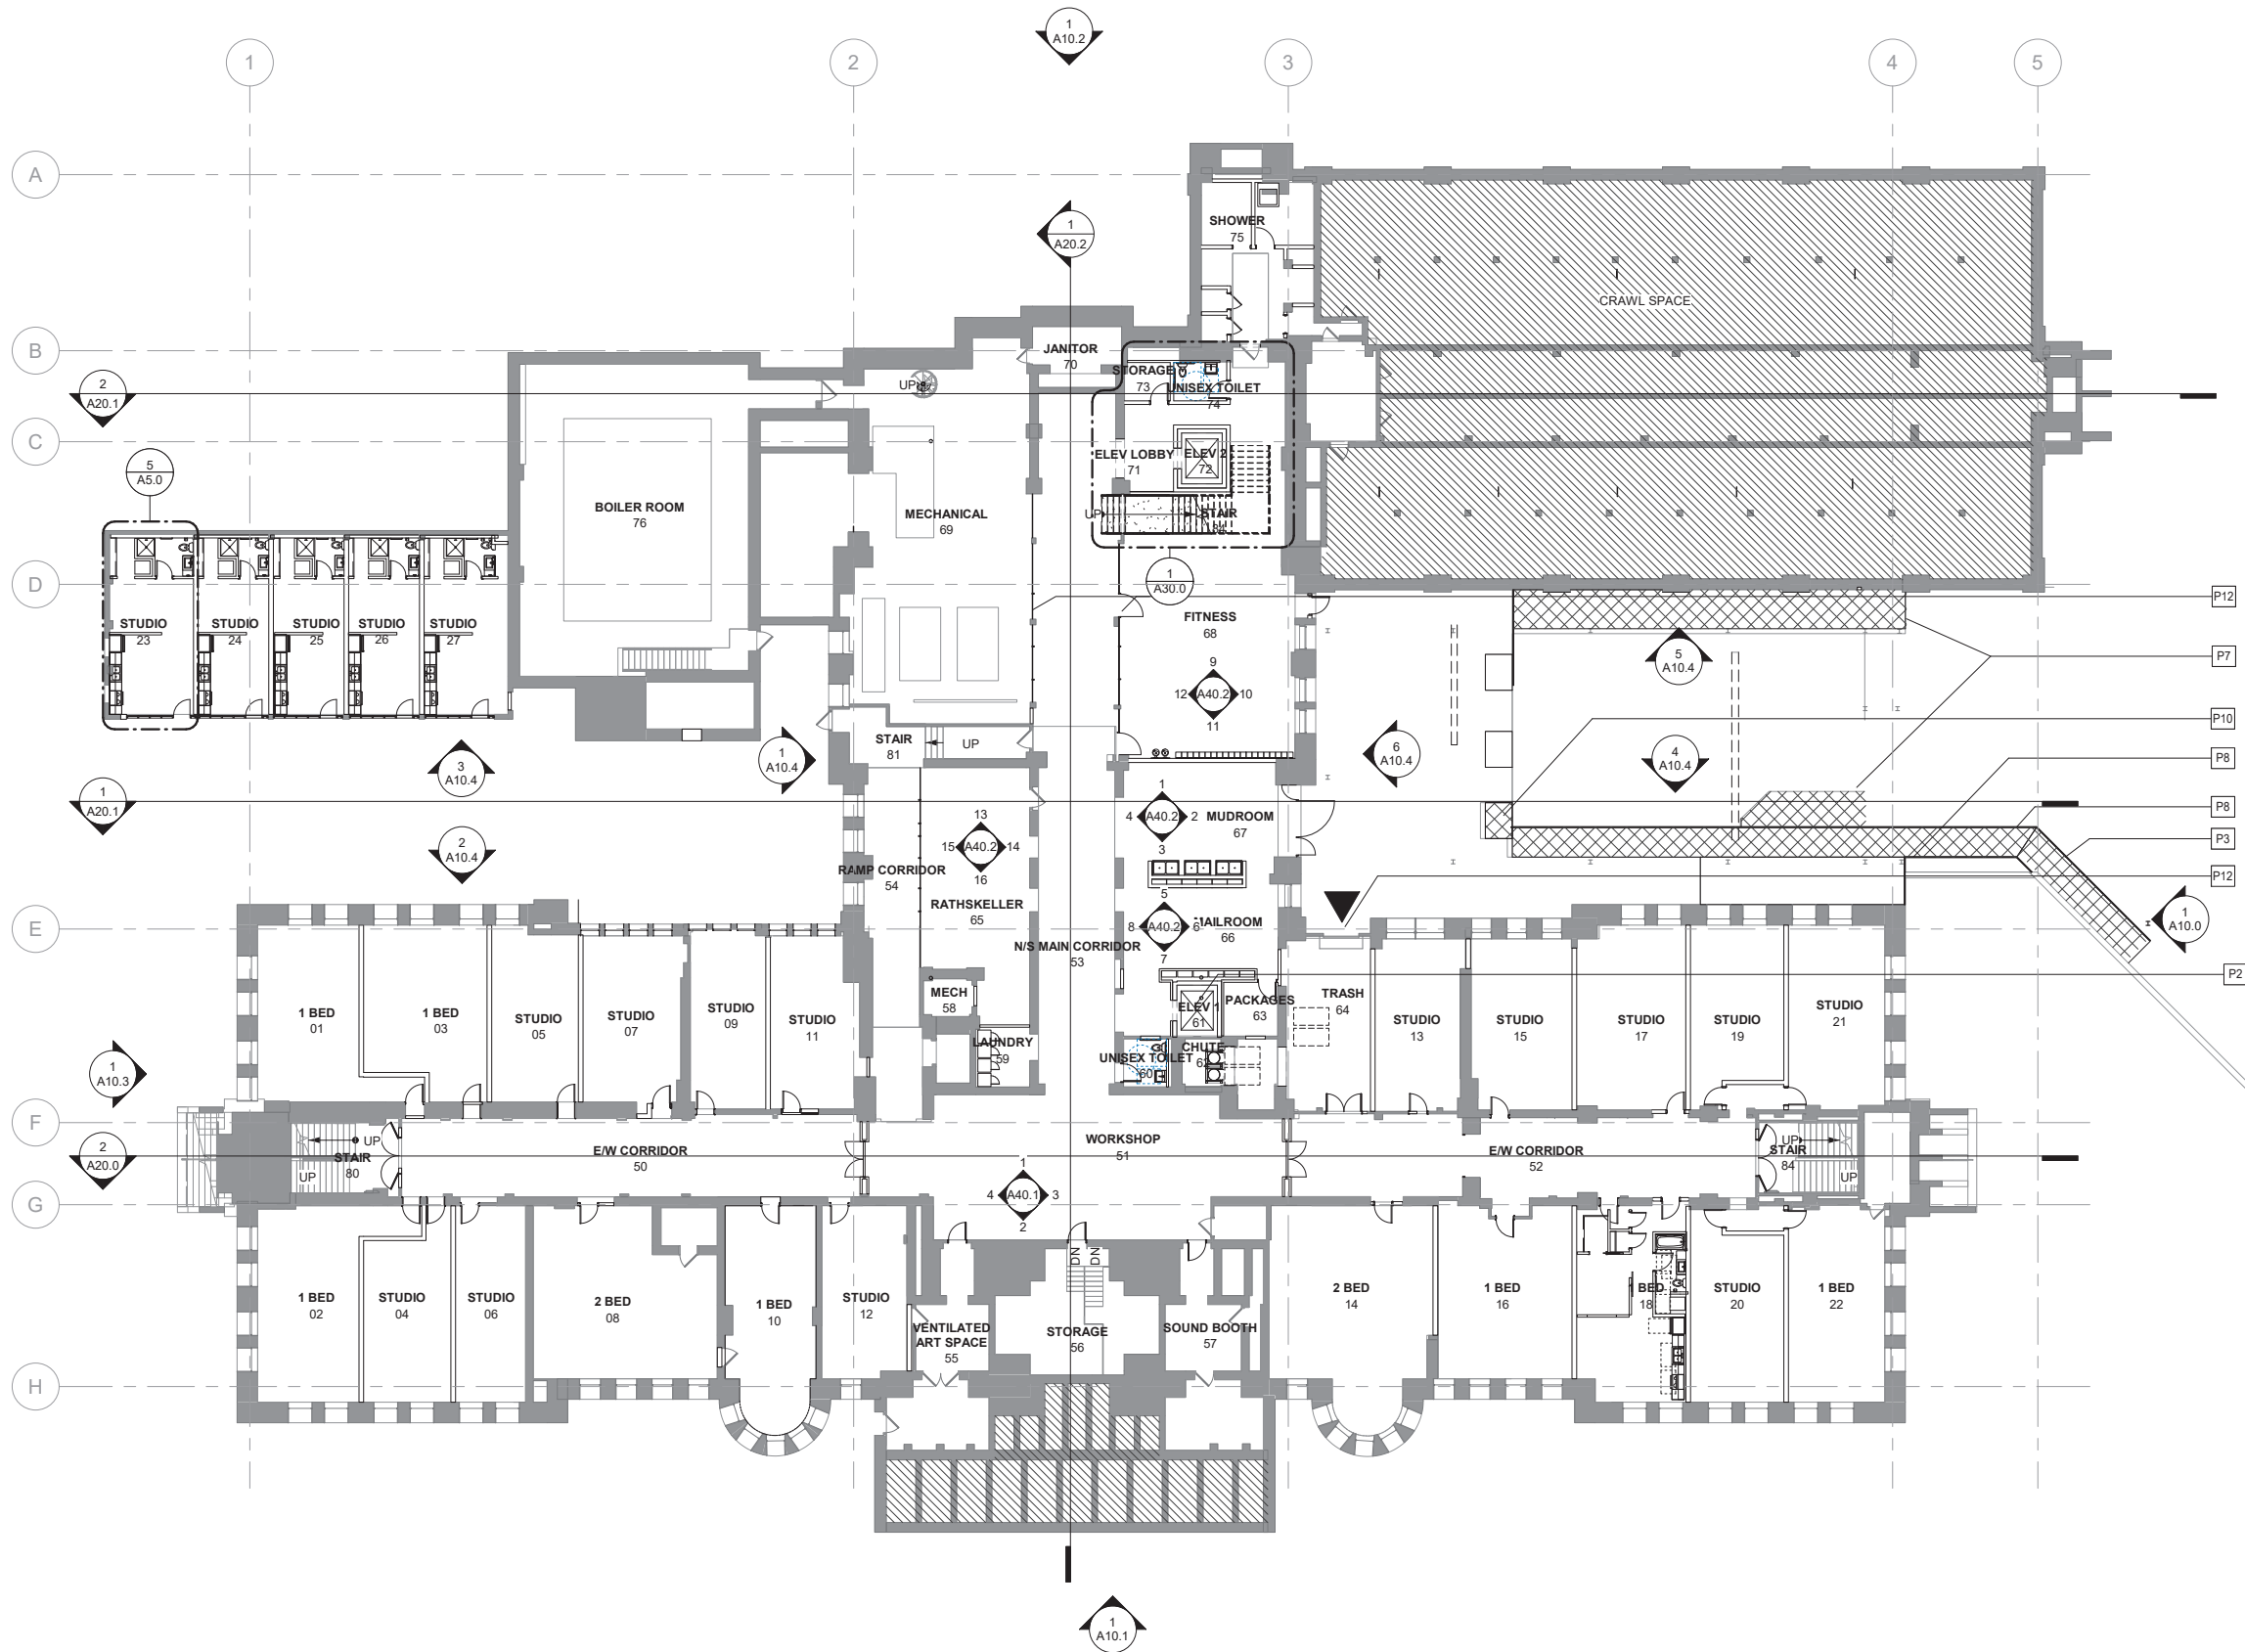 1
A10.2
1
2
3
4
5
A
1
A20.2
SHOWER
75
CRAWL SPACE
B
JANITOR
70
2
A20.1
UP
STORAGE
73
UNISEX TOILET
74
C
5
A5.0
ELEV LOBBY
71
ELEV 2
72
BOILER ROOM
76
MECHANICAL
69
UP
STAIR
D
1
A30.0
P12
STUDIO
23
STUDIO
24
STUDIO
25
STUDIO
26
STUDIO
27
FITNESS
68
5
A10.4
P7
9
12
A40.2
10
11
P10
STAIR
81
UP
3
A10.4
1
A10.4
6
A10.4
4
A10.4
P8
1
A20.1
1
4
A40.2
2
3
MUDROOM
67
P8
P3
2
A10.4
13
15
A40.2
14
16
RAMP CORRIDOR
54
RATHSKELLER
65
P12
5
8
A40.2
6
7
MAILROOM
66
E
1
A10.0
N/S MAIN CORRIDOR
53
P2
1 BED
01
1 BED
03
STUDIO
05
STUDIO
07
STUDIO
09
STUDIO
11
MECH
58
ELEV 1
61
PACKAGES
63
TRASH
64
STUDIO
13
STUDIO
15
STUDIO
17
STUDIO
19
STUDIO
21
LAUNDRY
59
UNISEX TOILET
60
CHUTE
62
1
A10.3
F
2
A20.0
UP
STAIR
80
UP
E/W CORRIDOR
50
WORKSHOP
51
E/W CORRIDOR
52
UP
STAIR
84
UP
1
4
A40.1
3
2
G
DN
DN
1 BED
02
STUDIO
04
STUDIO
06
2 BED
08
1 BED
10
STUDIO
12
VENTILATED
ART SPACE
55
STORAGE
56
SOUND BOOTH
57
2 BED
14
1 BED
16
1 BED
18
STUDIO
20
1 BED
22
H
1
A10.1